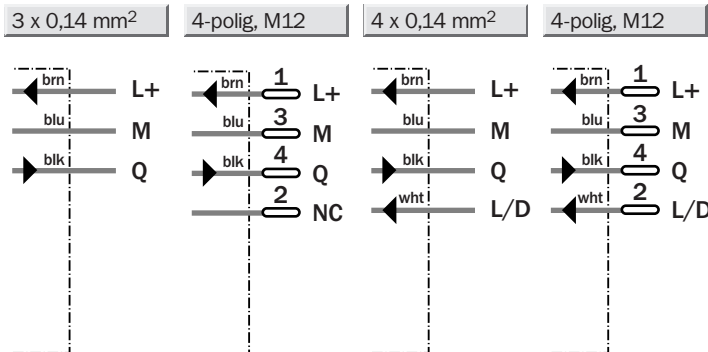 3 x 0,14 mm²
brn L+
blu M
blk Q
4-polig, M12
brn 1 L+
blu 3 M
blk 4 Q
2 NC
4 x 0,14 mm²
brn L+
blu M
blk Q
wht L/D
4-polig, M12
brn 1 L+
blu 3 M
blk 4 Q
wht 2 L/D